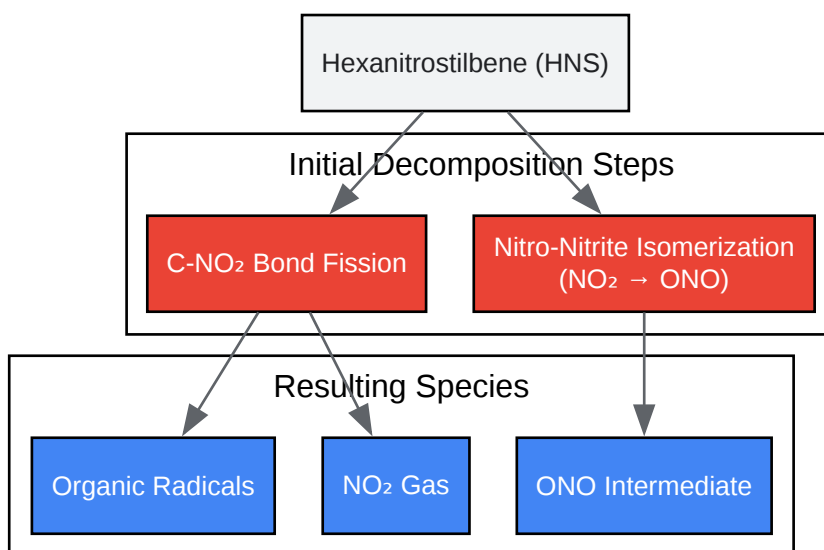 Hexanitrostilbene (HNS)
Initial Decomposition Steps
C-NO₂ Bond Fission
Nitro-Nitrite Isomerization
(NO₂ → ONO)
Resulting Species
Organic Radicals
NO₂ Gas
ONO Intermediate